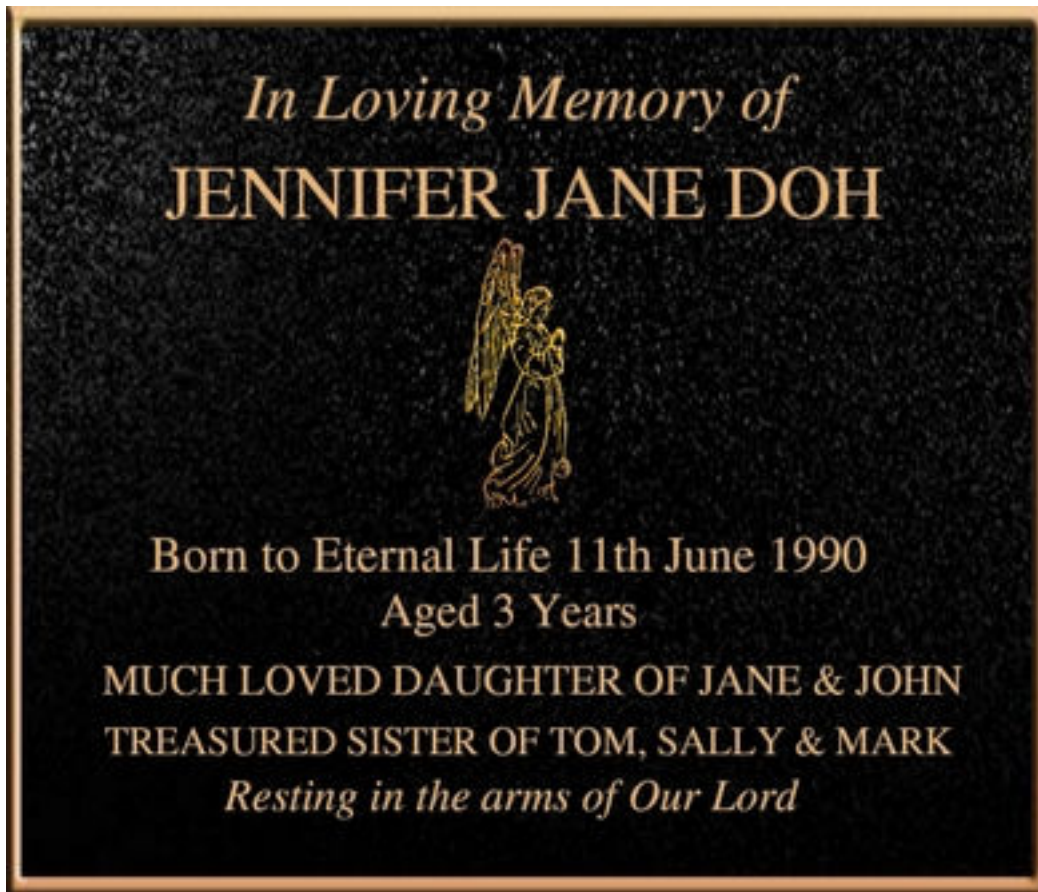 In Loving Memory of
JENNIFER JANE DOH
Born to Eternal Life 11th June 1990
Aged 3 Years
MUCH LOVED DAUGHTER OF JANE & JOHN
TREASURED SISTER OF TOM, SALLY & MARK
Resting in the arms of Our Lord